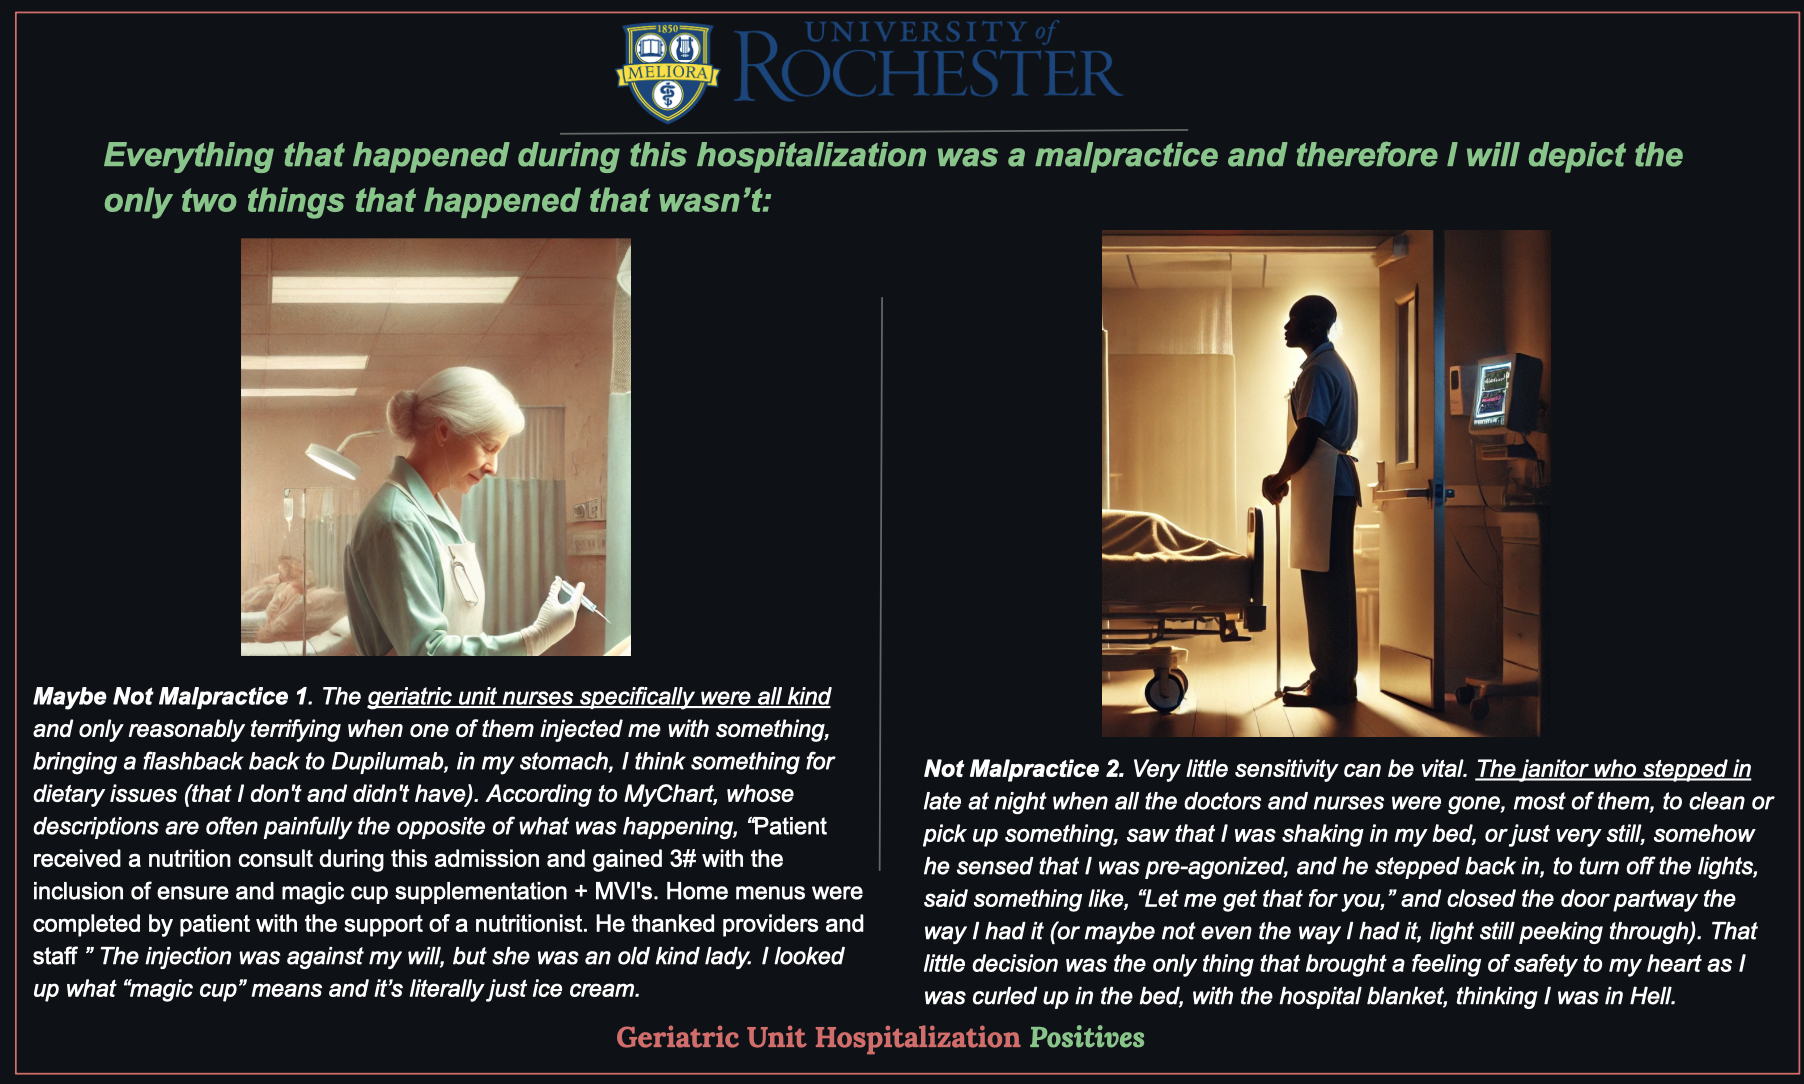 1850
MELIORA
UNIVERSITY of
ROCHESTER
Everything that happened during this hospitalization was a malpractice and therefore I will depict the
only two things that happened that wasn’t:
Maybe Not Malpractice 1. The geriatric unit nurses specifically were all kind
and only reasonably terrifying when one of them injected me with something,
bringing a flashback back to Dupilumab, in my stomach, I think something for
dietary issues (that I don't and didn't have). According to MyChart, whose
descriptions are often painfully the opposite of what was happening, “Patient
received a nutrition consult during this admission and gained 3# with the
inclusion of ensure and magic cup supplementation + MVI's. Home menus were
completed by patient with the support of a nutritionist. He thanked providers and
staff ” The injection was against my will, but she was an old kind lady. I looked
up what “magic cup” means and it’s literally just ice cream.
Not Malpractice 2. Very little sensitivity can be vital. The janitor who stepped in
late at night when all the doctors and nurses were gone, most of them, to clean or
pick up something, saw that I was shaking in my bed, or just very still, somehow
he sensed that I was pre-agonized, and he stepped back in, to turn off the lights,
said something like, “Let me get that for you,” and closed the door partway the
way I had it (or maybe not even the way I had it, light still peeking through). That
little decision was the only thing that brought a feeling of safety to my heart as I
was curled up in the bed, with the hospital blanket, thinking I was in Hell.
Geriatric Unit Hospitalization Positives